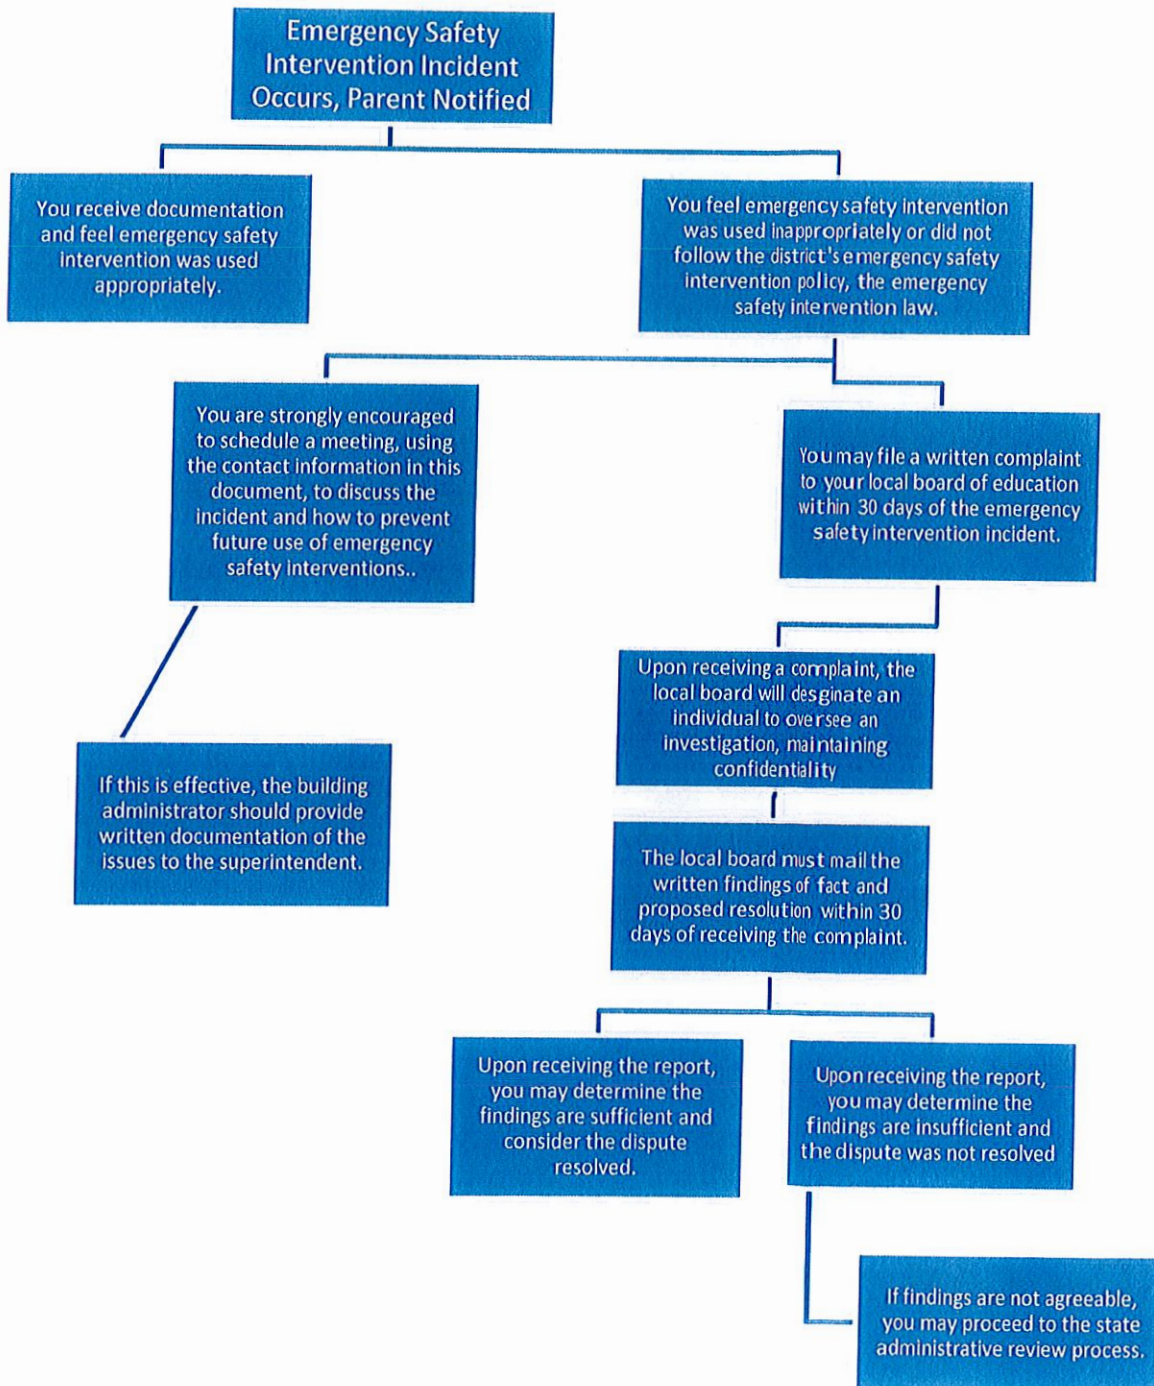 Emergency Safety
Intervention Incident
Occurs, Parent Notified
You receive documentation
and feel emergency safety
intervention was used
appropriately.
You feel emergency safety intervention
was used inappropriately or did not
follow the district's emergency safety
intervention policy, the emergency
safety intervention law.
You are strongly encouraged
to schedule a meeting, using
the contact information in this
document, to discuss the
incident and how to prevent
future use of emergency
safety interventions..
You may file a written complaint
to your local board of education
within 30 days of the emergency
safety intervention incident.
If this is effective, the building
administrator should provide
written documentation of the
issues to the superintendent.
Upon receiving a complaint, the
local board will desginate an
individual to oversee an
investigation, maintaining
confidentiality
The local board must mail the
written findings of fact and
proposed resolution within 30
days of receiving the complaint.
Upon receiving the report,
you may determine the
findings are sufficient and
consider the dispute
resolved.
Upon receiving the report,
you may determine the
findings are insufficient and
the dispute was not resolved
If findings are not agreeable,
you may proceed to the state
administrative review process.